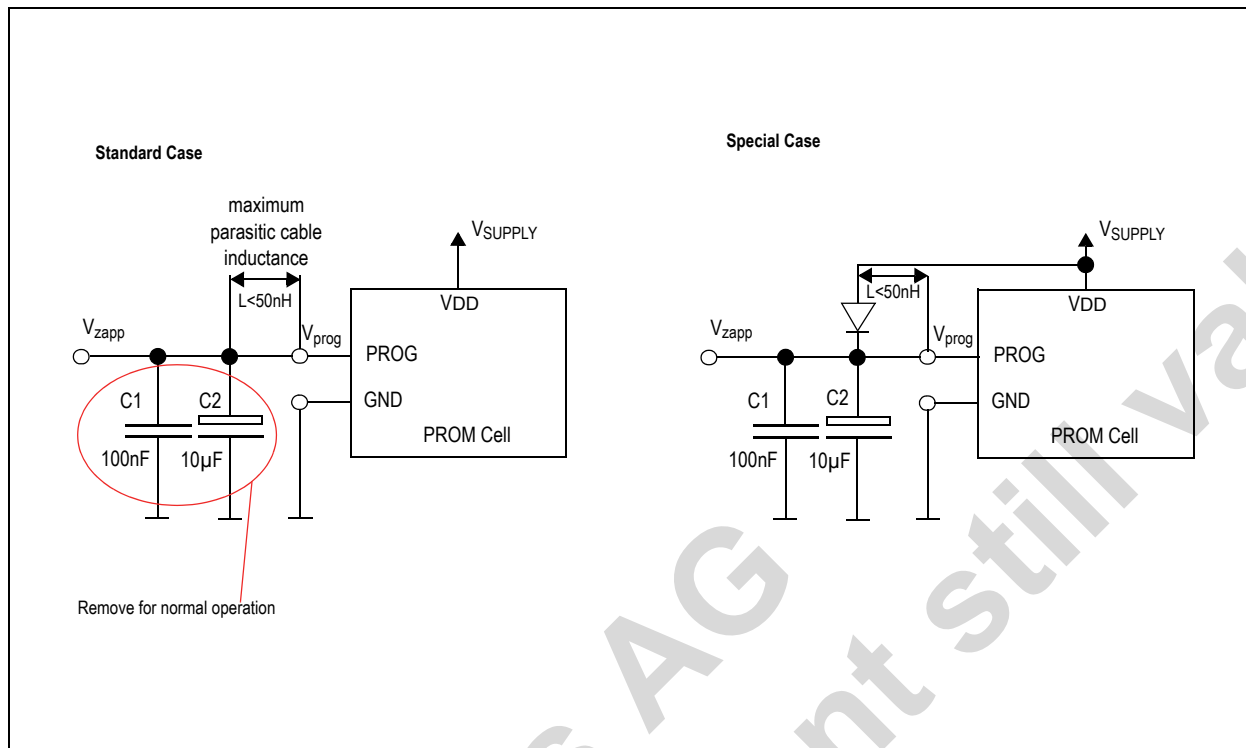 Standard Case
maximum
parasitic cable
inductance
L<50nH
VSUPPLY
VDD
Vzapp
Vprog
PROG
C1
C2
GND
100nF
10µF
PROM Cell
Remove for normal operation
Special Case
VSUPPLY
L<50nH
VDD
Vzapp
Vprog
PROG
C1
C2
GND
100nF
10µF
PROM Cell
AG
still